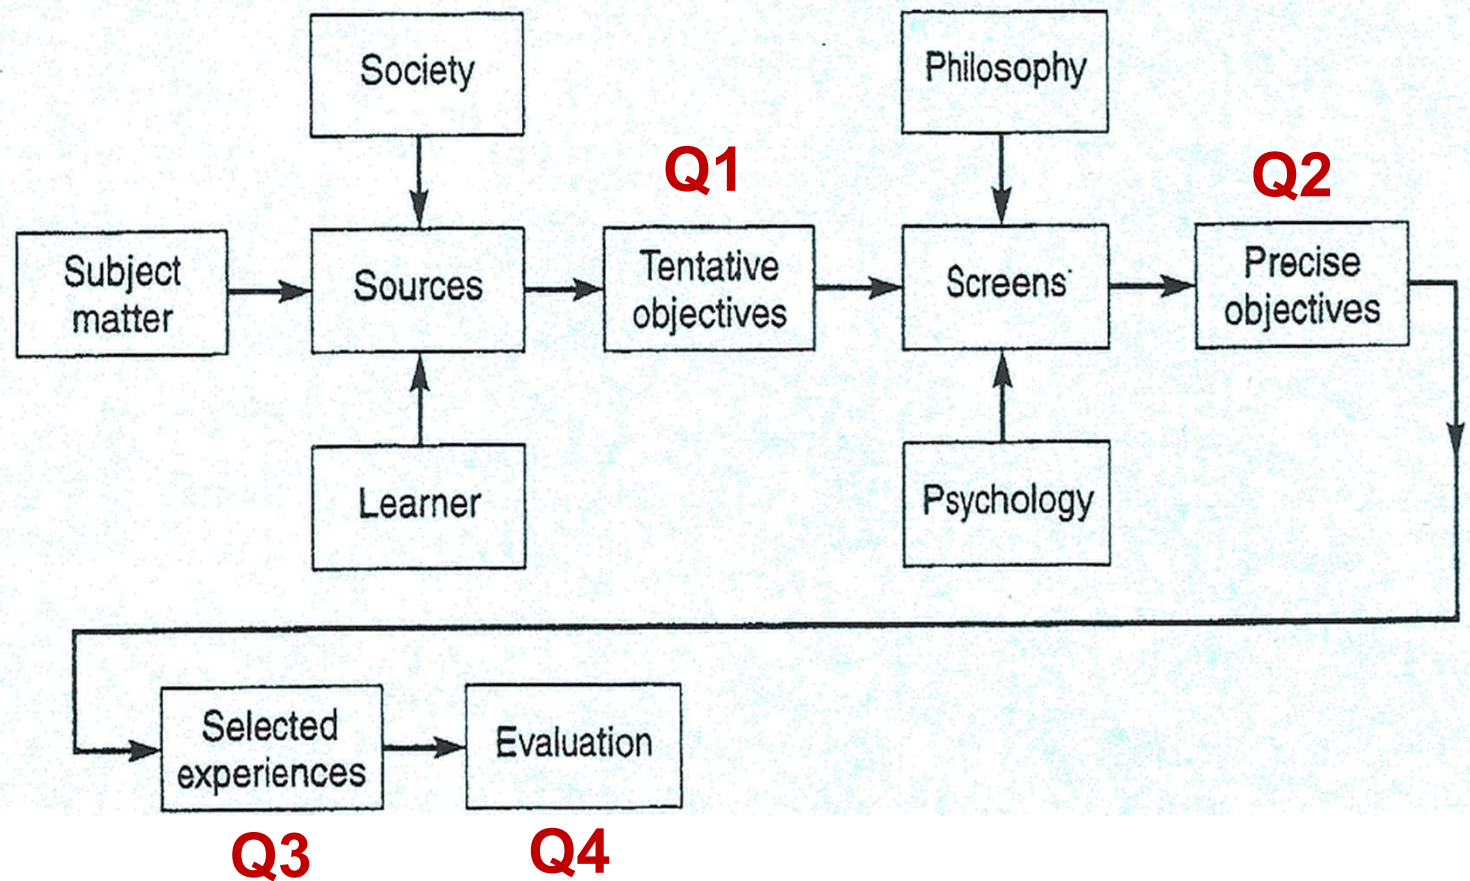 Society
Philosophy
Q1
Q2
Subject
matter
Sources
Tentative
objectives
Screens
Precise
objectives
Learner
Psychology
Selected
experiences
Evaluation
Q3
Q4